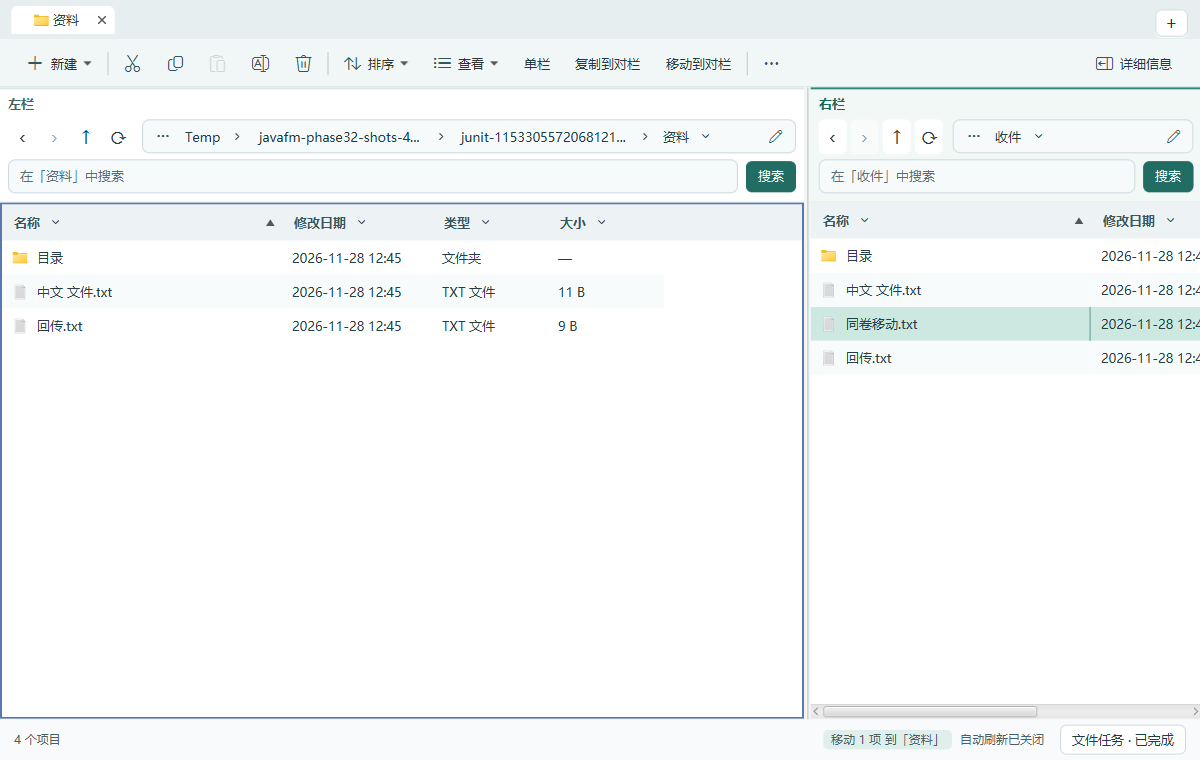 资料
新建 排序 查看 单栏 复制到对栏 移动到对栏 ··· 详细信息
左栏
··· Temp › javafm-phase32-shots-4... › junit-1153305572068121... › 资料
在「资料」中搜索 搜索
名称 修改日期 类型 大小
目录 2026-11-28 12:45 文件夹 —
中文 文件.txt 2026-11-28 12:45 TXT 文件 11 B
回传.txt 2026-11-28 12:45 TXT 文件 9 B
右栏
··· 收件
在「收件」中搜索 搜索
名称 修改日期
目录 2026-11-28 12:4
中文 文件.txt 2026-11-28 12:4
同卷移动.txt 2026-11-28 12:4
回传.txt 2026-11-28 12:4
4 个项目 移动 1 项 到「资料」 自动刷新已关闭 文件任务 · 已完成